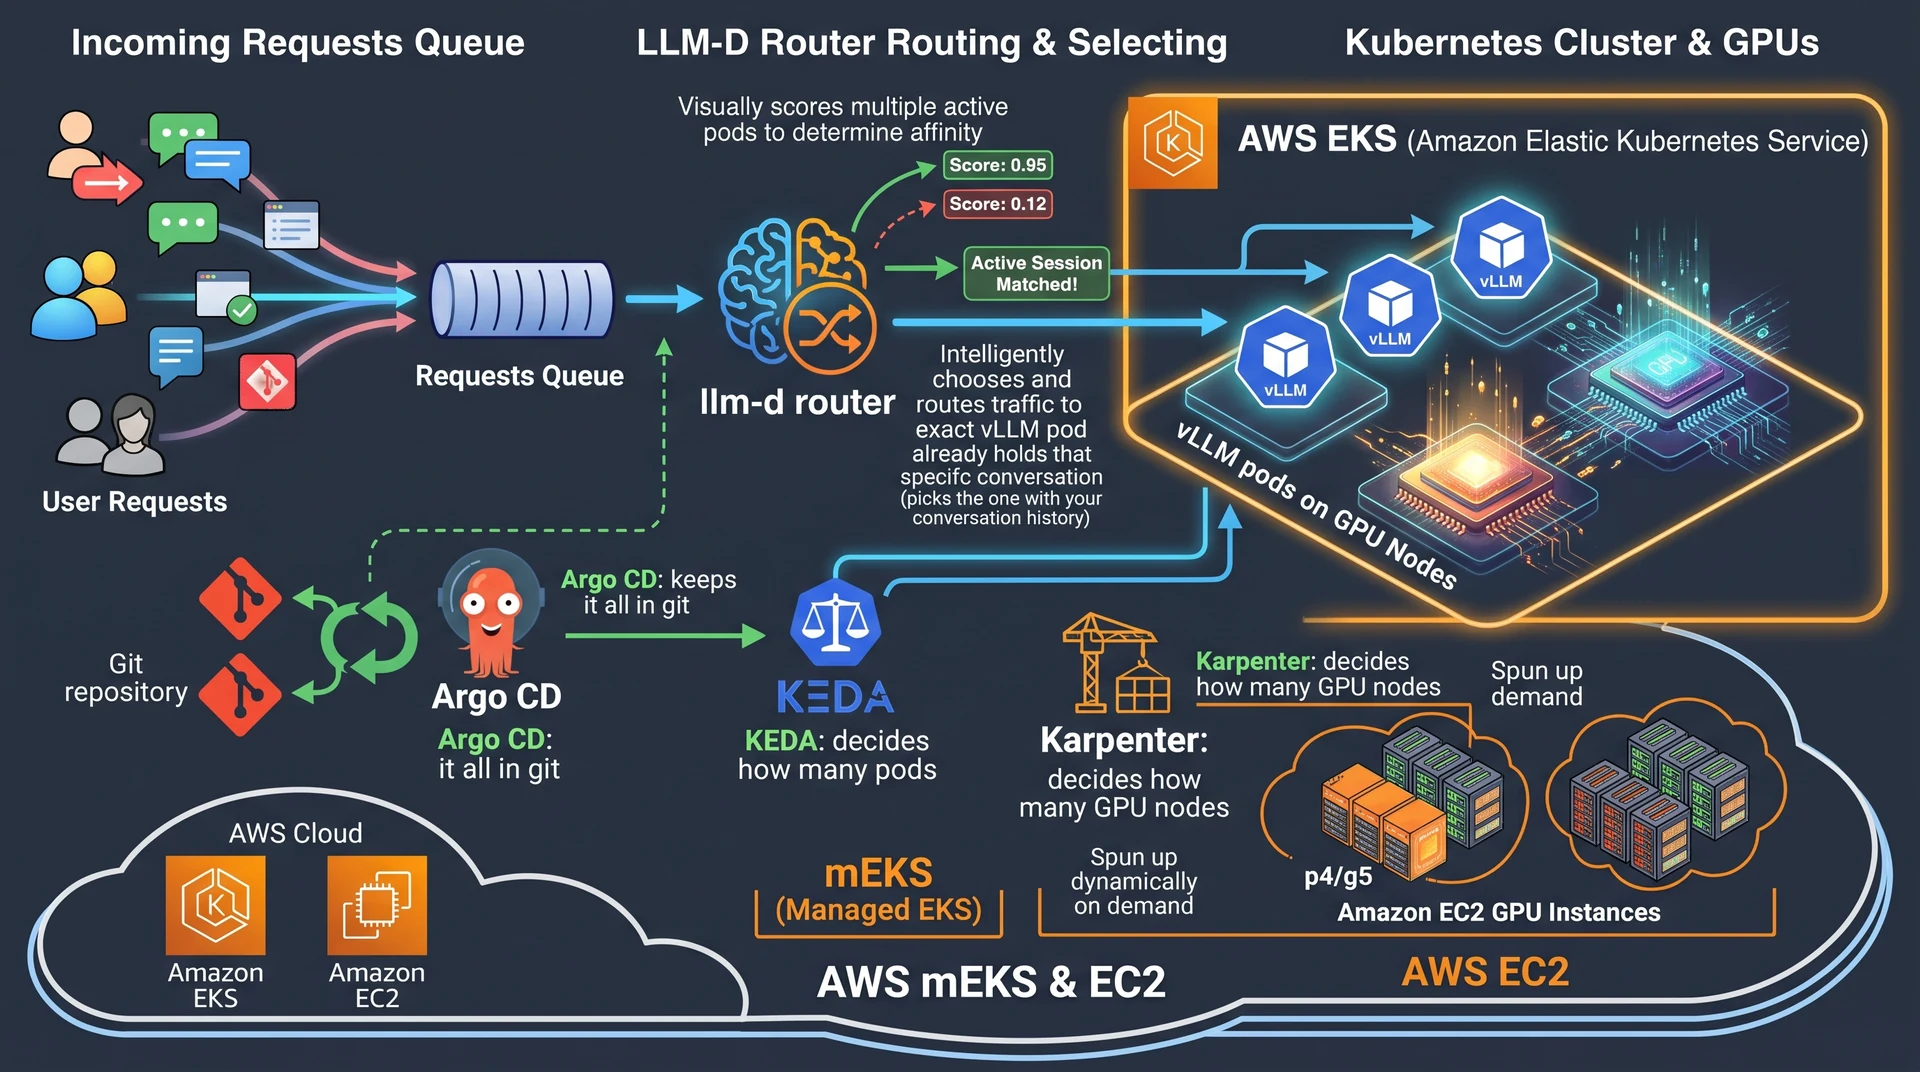 Incoming Requests Queue
LLM-D Router Routing & Selecting
Kubernetes Cluster & GPUs
Visually scores multiple active
pods to determine affinity
Score: 0.95
Score: 0.12
Active Session
Matched!
K
AWS EKS (Amazon Elastic Kubernetes Service)
vLLM
vLLM
vLLM
GPU
Requests Queue
llm-d router
Intelligently
chooses and
routes traffic to
exact vLLM pod
already holds that
specifc conversation
(picks the one with your
conversation history)
vLLM pods on GPU Nodes
User Requests
Git
repository
Argo CD
Argo CD:
it all in git
Argo CD: keeps
it all in git
KEDA
KEDA: decides
how many pods
Karpenter:
decides how
many GPU nodes
Karpenter: decides
how many GPU nodes
Spun up
demand
Spun up
dynamically
on demand
p4/g5
Amazon EC2 GPU Instances
AWS Cloud
K
Amazon
EKS
Amazon
EC2
mEKS
(Managed EKS)
AWS mEKS & EC2
AWS EC2